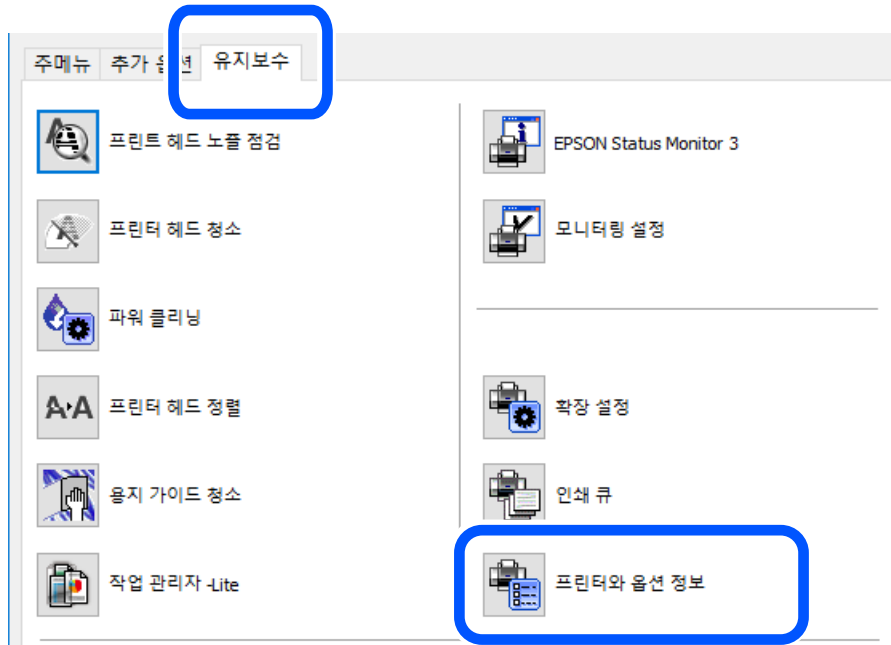 주메뉴 추가 옵션 유지보수
프린트 헤드 노즐 점검
프린터 헤드 청소
파워 클리닝
프린터 헤드 정렬
용지 가이드 청소
작업 관리자 -Lite
EPSON Status Monitor 3
모니터링 설정
확장 설정
인쇄 큐
프린터와 옵션 정보